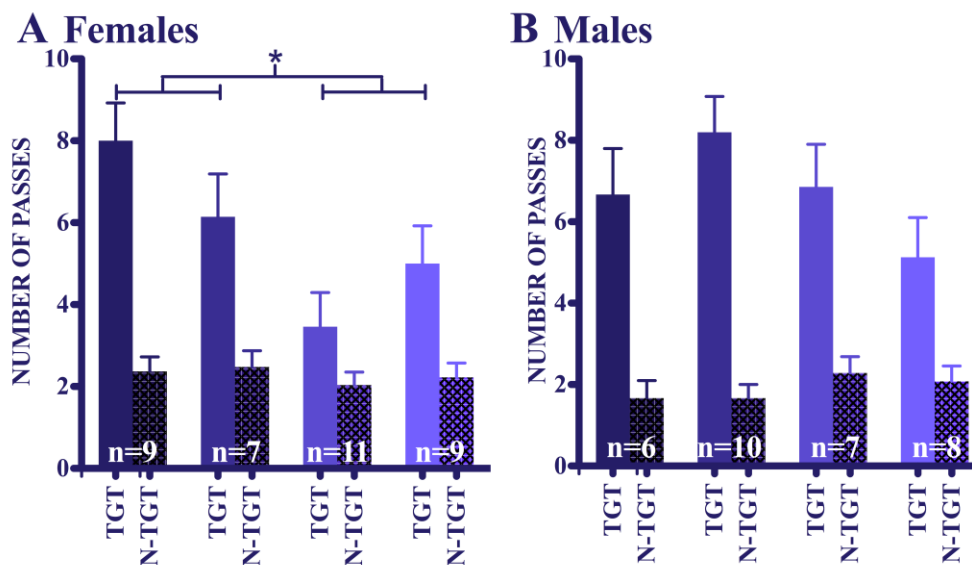 A Females
NUMBER OF PASSES
10
8
6
4
2
0
*
n=9
n=7
n=11
n=9
TGT
N-TGT
TGT
N-TGT
TGT
N-TGT
TGT
N-TGT
B Males
NUMBER OF PASSES
10
8
6
4
2
0
n=6
n=10
n=7
n=8
TGT
N-TGT
TGT
N-TGT
TGT
N-TGT
TGT
N-TGT